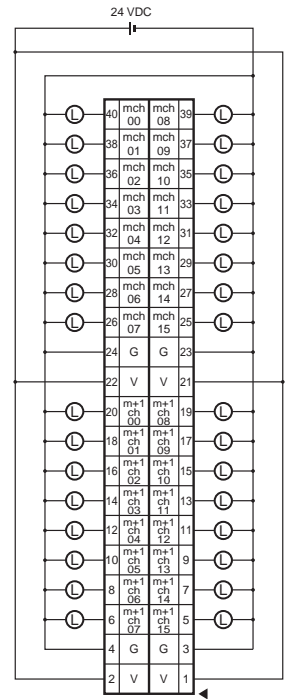 24 VDC
L 40 mch 00 mch 08 39 L
L 38 mch 01 mch 09 37 L
L 36 mch 02 mch 10 35 L
L 34 mch 03 mch 11 33 L
L 32 mch 04 mch 12 31 L
L 30 mch 05 mch 13 29 L
L 28 mch 06 mch 14 27 L
L 26 mch 07 mch 15 25 L
24 G G 23
22 V V 21
L 20 m+1 ch 00 m+1 ch 08 19 L
L 18 m+1 ch 01 m+1 ch 09 17 L
L 16 m+1 ch 02 m+1 ch 10 15 L
L 14 m+1 ch 03 m+1 ch 11 13 L
L 12 m+1 ch 04 m+1 ch 12 11 L
L 10 m+1 ch 05 m+1 ch 13 9 L
L 8 m+1 ch 06 m+1 ch 14 7 L
L 6 m+1 ch 07 m+1 ch 15 5 L
4 G G 3
2 V V 1